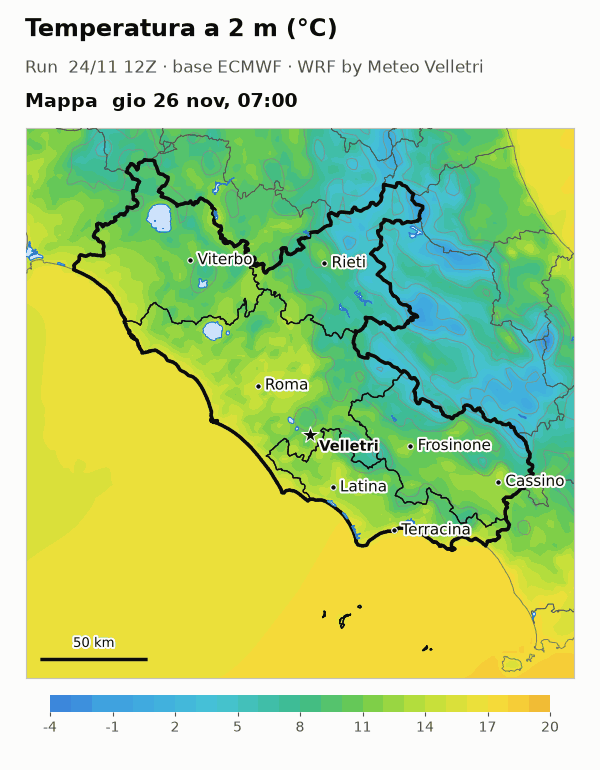 Temperatura a 2 m (°C)
Run  24/11 12Z · base ECMWF · WRF by Meteo Velletri
Mappa  gio 26 nov, 07:00
Viterbo
Rieti
Roma
Velletri
Frosinone
Cassino
Latina
Terracina
50 km
-4 -1 2 5 8 11 14 17 20